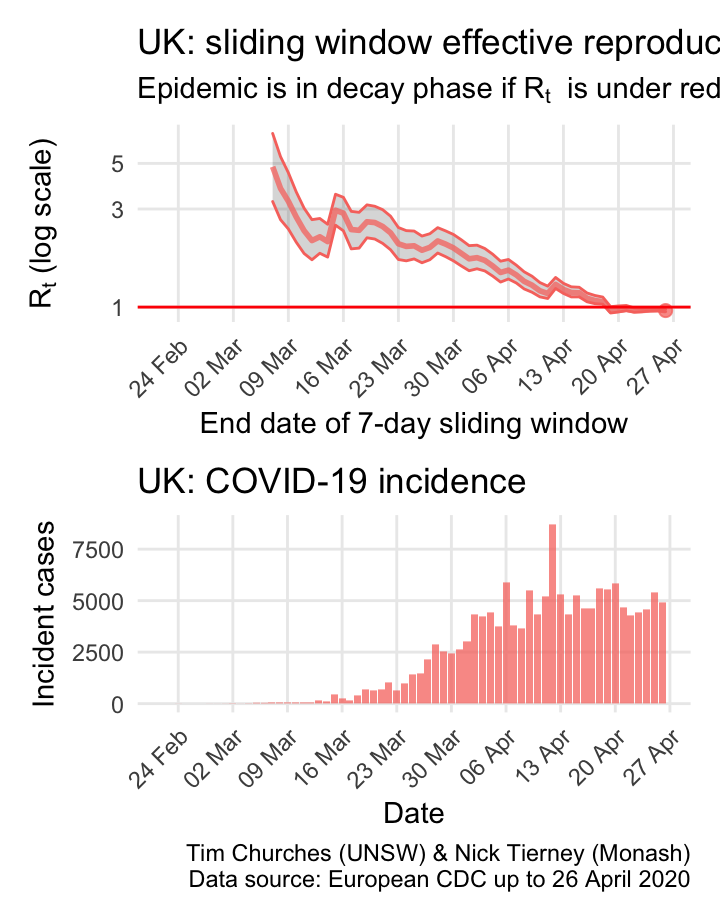 UK: sliding window effective reproduc
Epidemic is in decay phase if Rt is under red
Rt (log scale)
5
3
1
24 Feb
02 Mar
09 Mar
16 Mar
23 Mar
30 Mar
06 Apr
13 Apr
20 Apr
27 Apr
End date of 7-day sliding window
UK: COVID-19 incidence
Incident cases
7500
5000
2500
0
24 Feb
02 Mar
09 Mar
16 Mar
23 Mar
30 Mar
06 Apr
13 Apr
20 Apr
27 Apr
Date
Tim Churches (UNSW) & Nick Tierney (Monash)
Data source: European CDC up to 26 April 2020